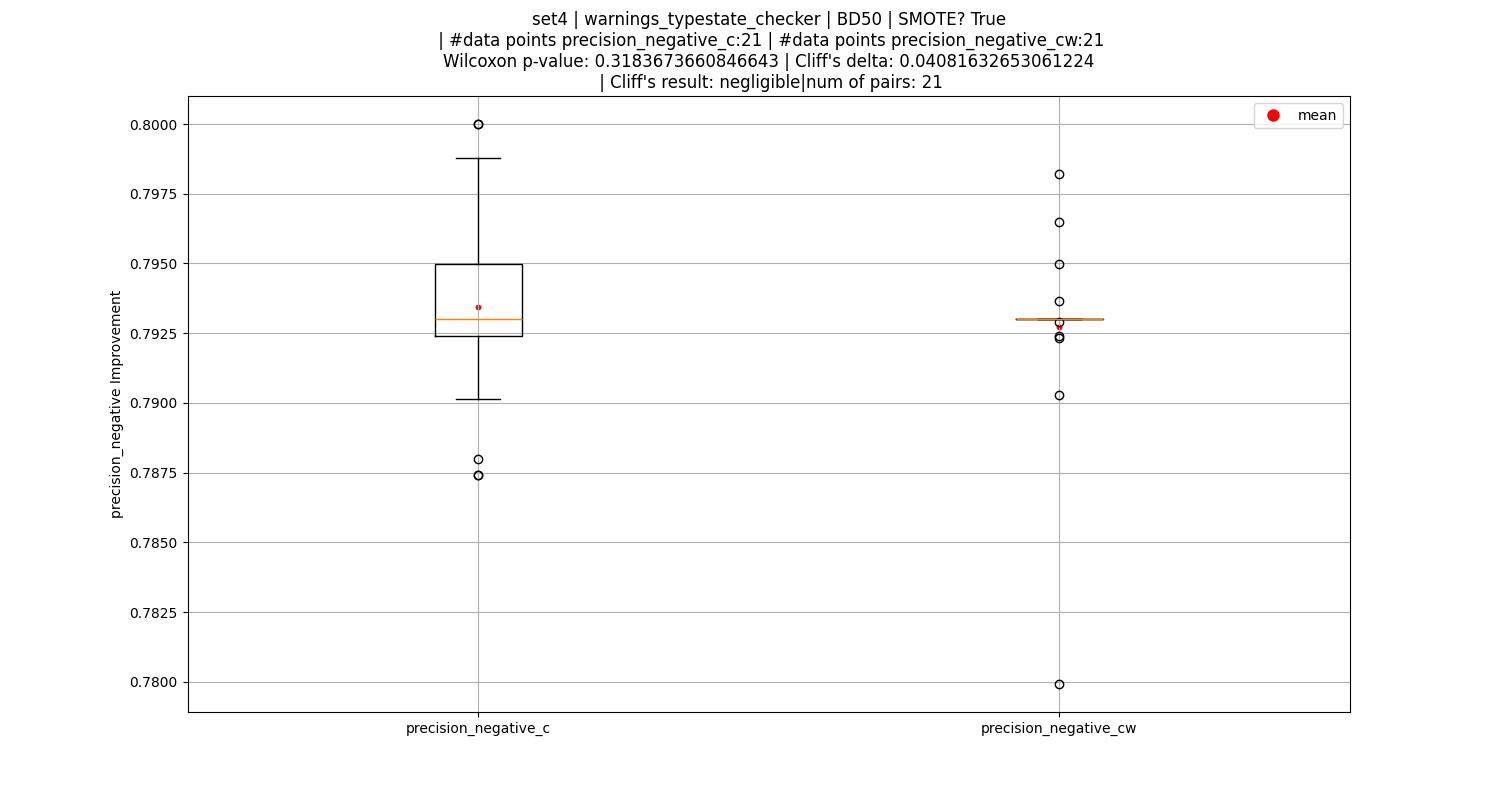 set4 | warnings_typestate_checker | BD50 | SMOTE? True
| #data points precision_negative_c:21 | #data points precision_negative_cw:21
Wilcoxon p-value: 0.3183673660846643 | Cliff's delta: 0.04081632653061224
| Cliff's result: negligible|num of pairs: 21
mean
0.8000
0.7975
0.7950
0.7925
0.7900
0.7875
0.7850
0.7825
0.7800
precision_negative Improvement
precision_negative_c
precision_negative_cw